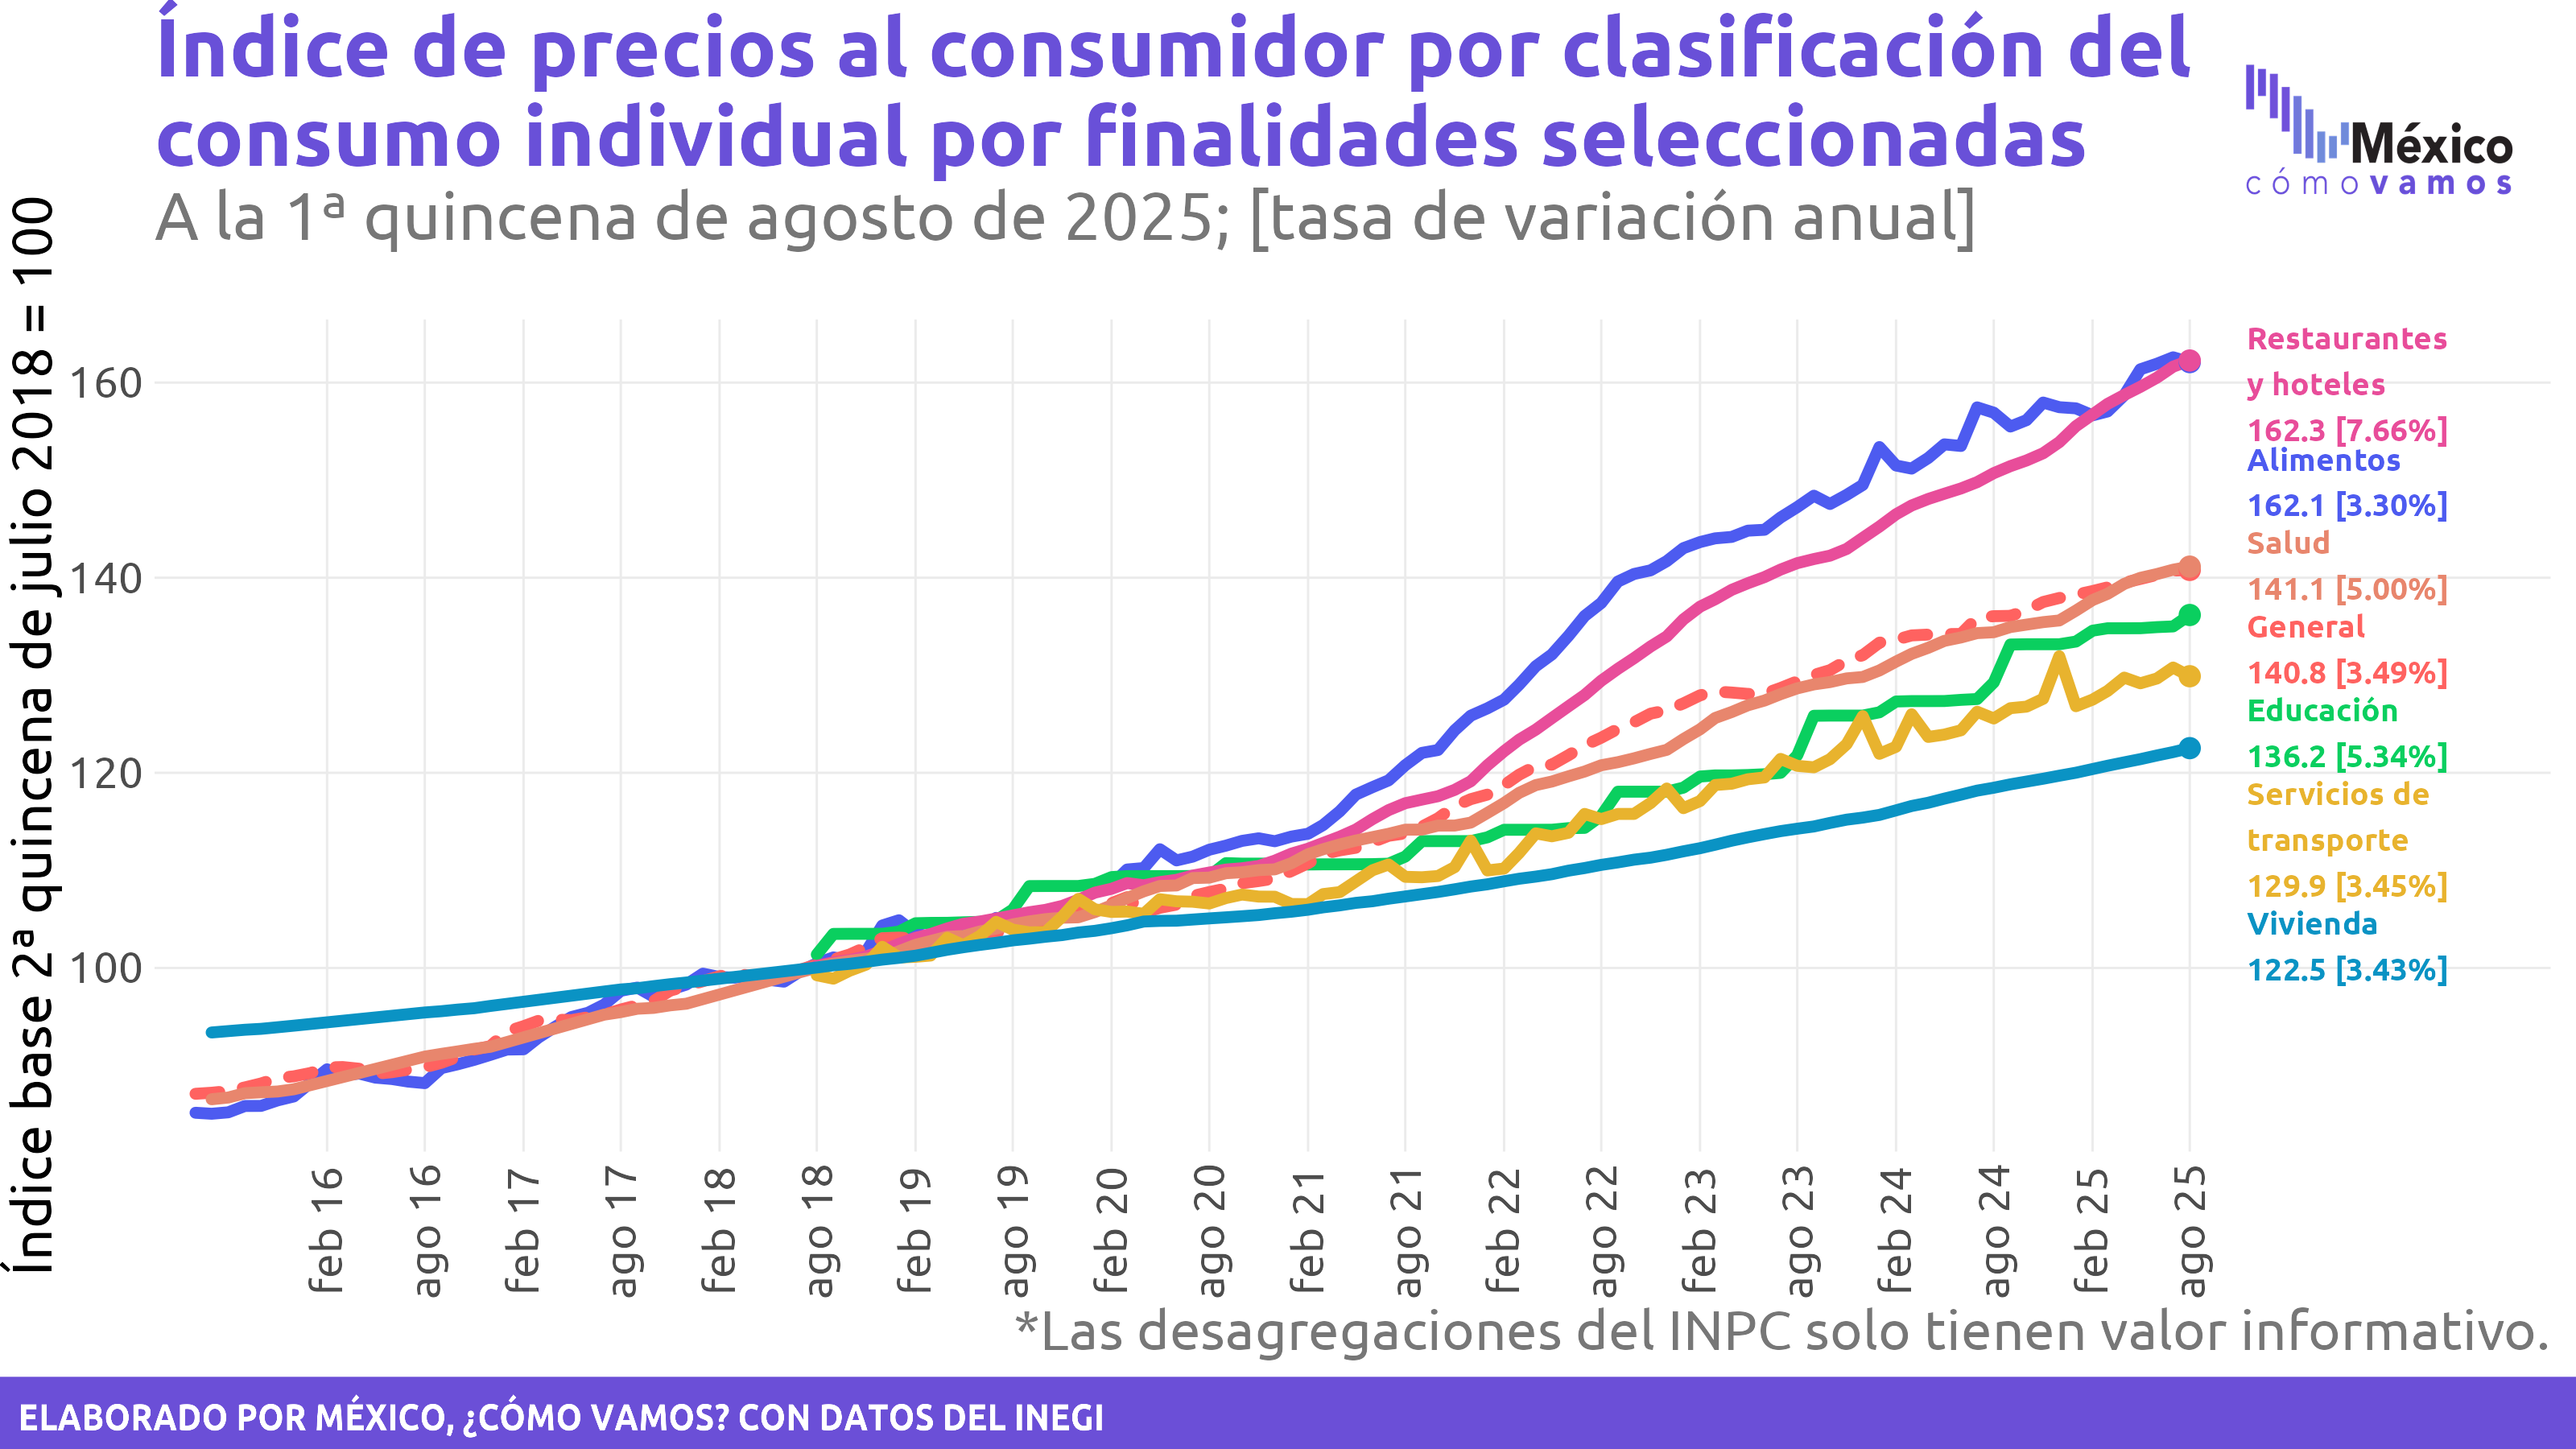 Índice de precios al consumidor por clasificación del
consumo individual por finalidades seleccionadas
A la 1ª quincena de agosto de 2025; [tasa de variación anual]
México
cómovamos
Índice base 2ª quincena de julio 2018 = 100
160
140
120
100
Restaurantes
y hoteles
162.3 [7.66%]
Alimentos
162.1 [3.30%]
Salud
141.1 [5.00%]
General
140.8 [3.49%]
Educación
136.2 [5.34%]
Servicios de
transporte
129.9 [3.45%]
Vivienda
122.5 [3.43%]
feb 16
ago 16
feb 17
ago 17
feb 18
ago 18
feb 19
ago 19
feb 20
ago 20
feb 21
ago 21
feb 22
ago 22
feb 23
ago 23
feb 24
ago 24
feb 25
ago 25
*Las desagregaciones del INPC solo tienen valor informativo.
ELABORADO POR MÉXICO, ¿CÓMO VAMOS? CON DATOS DEL INEGI